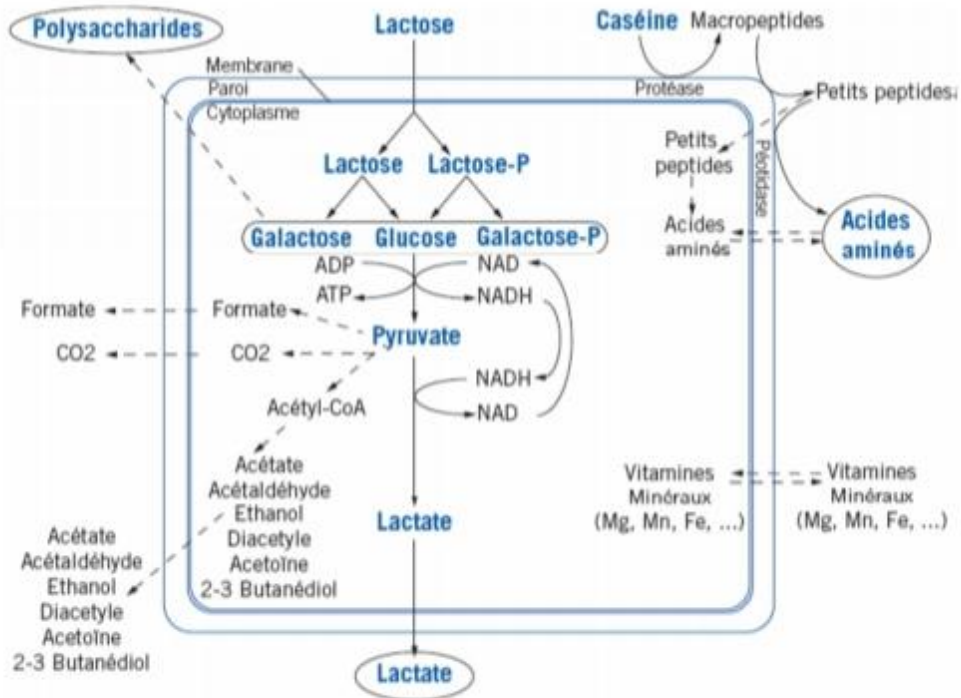 Polysaccharides
Lactose
Caséine Macropeptides
Membrane
Paroi
Cytoplasme
Protéase
Petits peptides
Petits
peptides
Péotidase
Lactose Lactose-P
Acides
aminés
Acides
aminés
Galactose Glucose Galactose-P
ADP NAD
ATP NADH
Formate Formate
Pyruvate
CO2 CO2
NADH
NAD
Acétyl-CoA
Acétate
Acétaldéhyde
Ethanol
Diacetyle
Acetoïne
2-3 Butanédiol
Acétate
Acétaldéhyde
Ethanol
Diacetyle
Acetoïne
2-3 Butanédiol
Vitamines
Minéraux
(Mg, Mn, Fe, ...)
Vitamines
Minéraux
(Mg, Mn, Fe, ...)
Lactate
Lactate